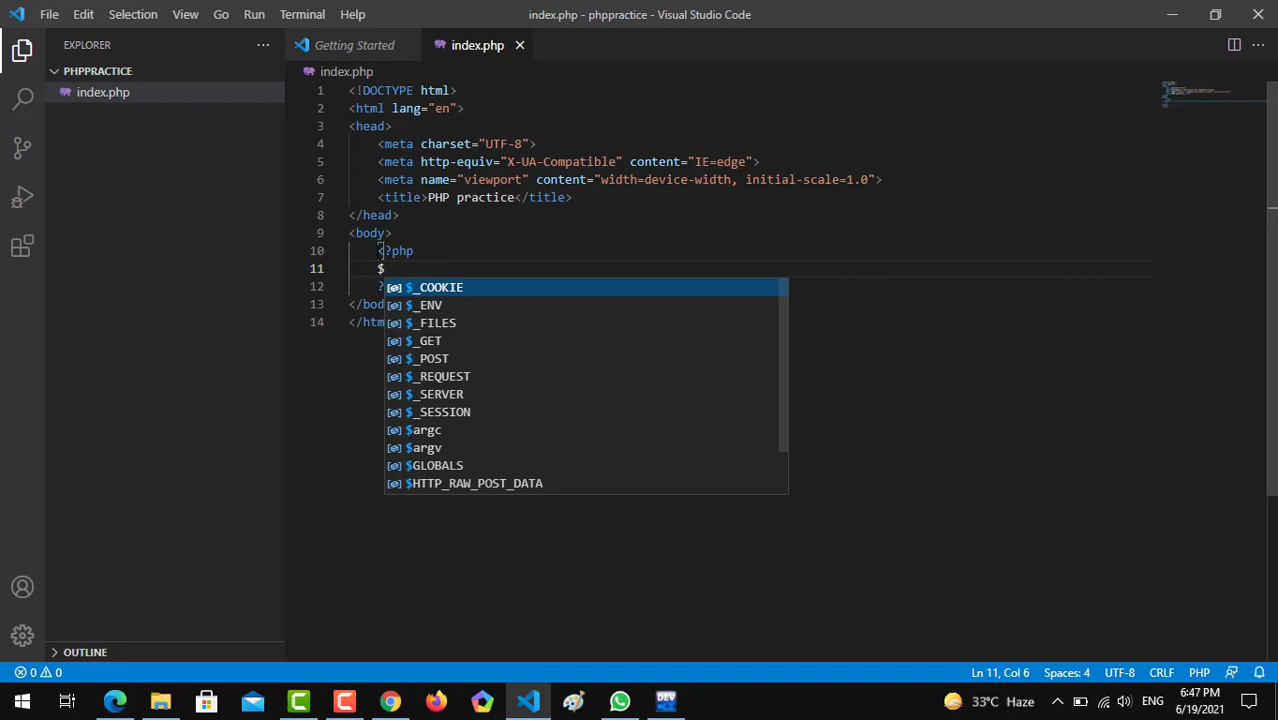 File Edit Selection View Go Run Terminal Help index.php - phppractice - Visual Studio Code
EXPLORER
Getting Started index.php
PHPPRACTICE
index.php
index.php
1 <!DOCTYPE html>
2 <html lang="en">
3 <head>
4 <meta charset="UTF-8">
5 <meta http-equiv="X-UA-Compatible" content="IE=edge">
6 <meta name="viewport" content="width=device-width, initial-scale=1.0">
7 <title>PHP practice</title>
8 </head>
9 <body>
10 <?php
11 $
12 ?
13 </bod
14 </htm
$_COOKIE
$_ENV
$_FILES
$_GET
$_POST
$_REQUEST
$_SERVER
$_SESSION
$argc
$argv
$GLOBALS
$HTTP_RAW_POST_DATA
OUTLINE
0 0 Ln 11, Col 6 Spaces: 4 UTF-8 CRLF PHP
DEV
33°C Haze ENG 6:47 PM
6/19/2021